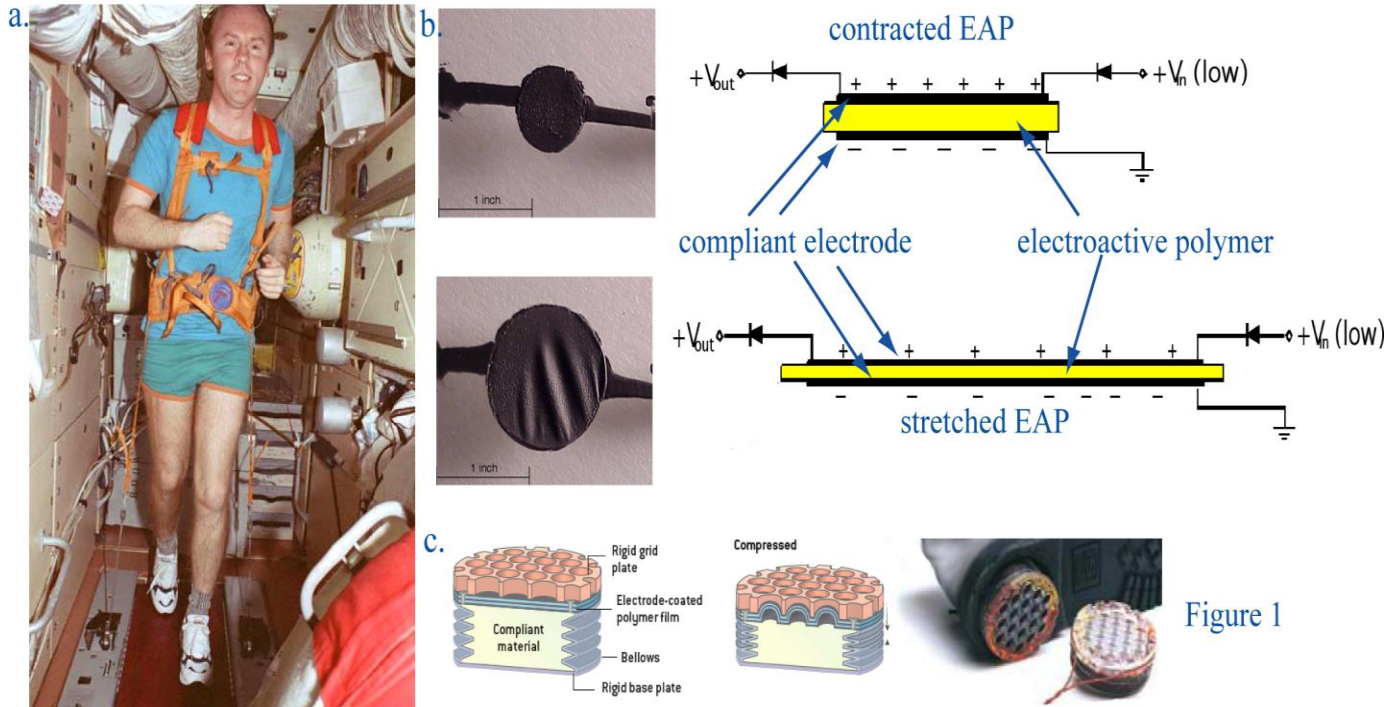 a.
b.
contracted EAP
+Vout
+ + + + + +
+Vin (low)
− − − − −
1 inch
compliant electrode
electroactive polymer
+Vout
+ + + + + +
+Vin (low)
− − − − − − −
stretched EAP
1 inch
c.
Rigid grid
plate
Electrode-coated
polymer film
Compliant
material
Bellows
Rigid base plate
Compressed
Figure 1